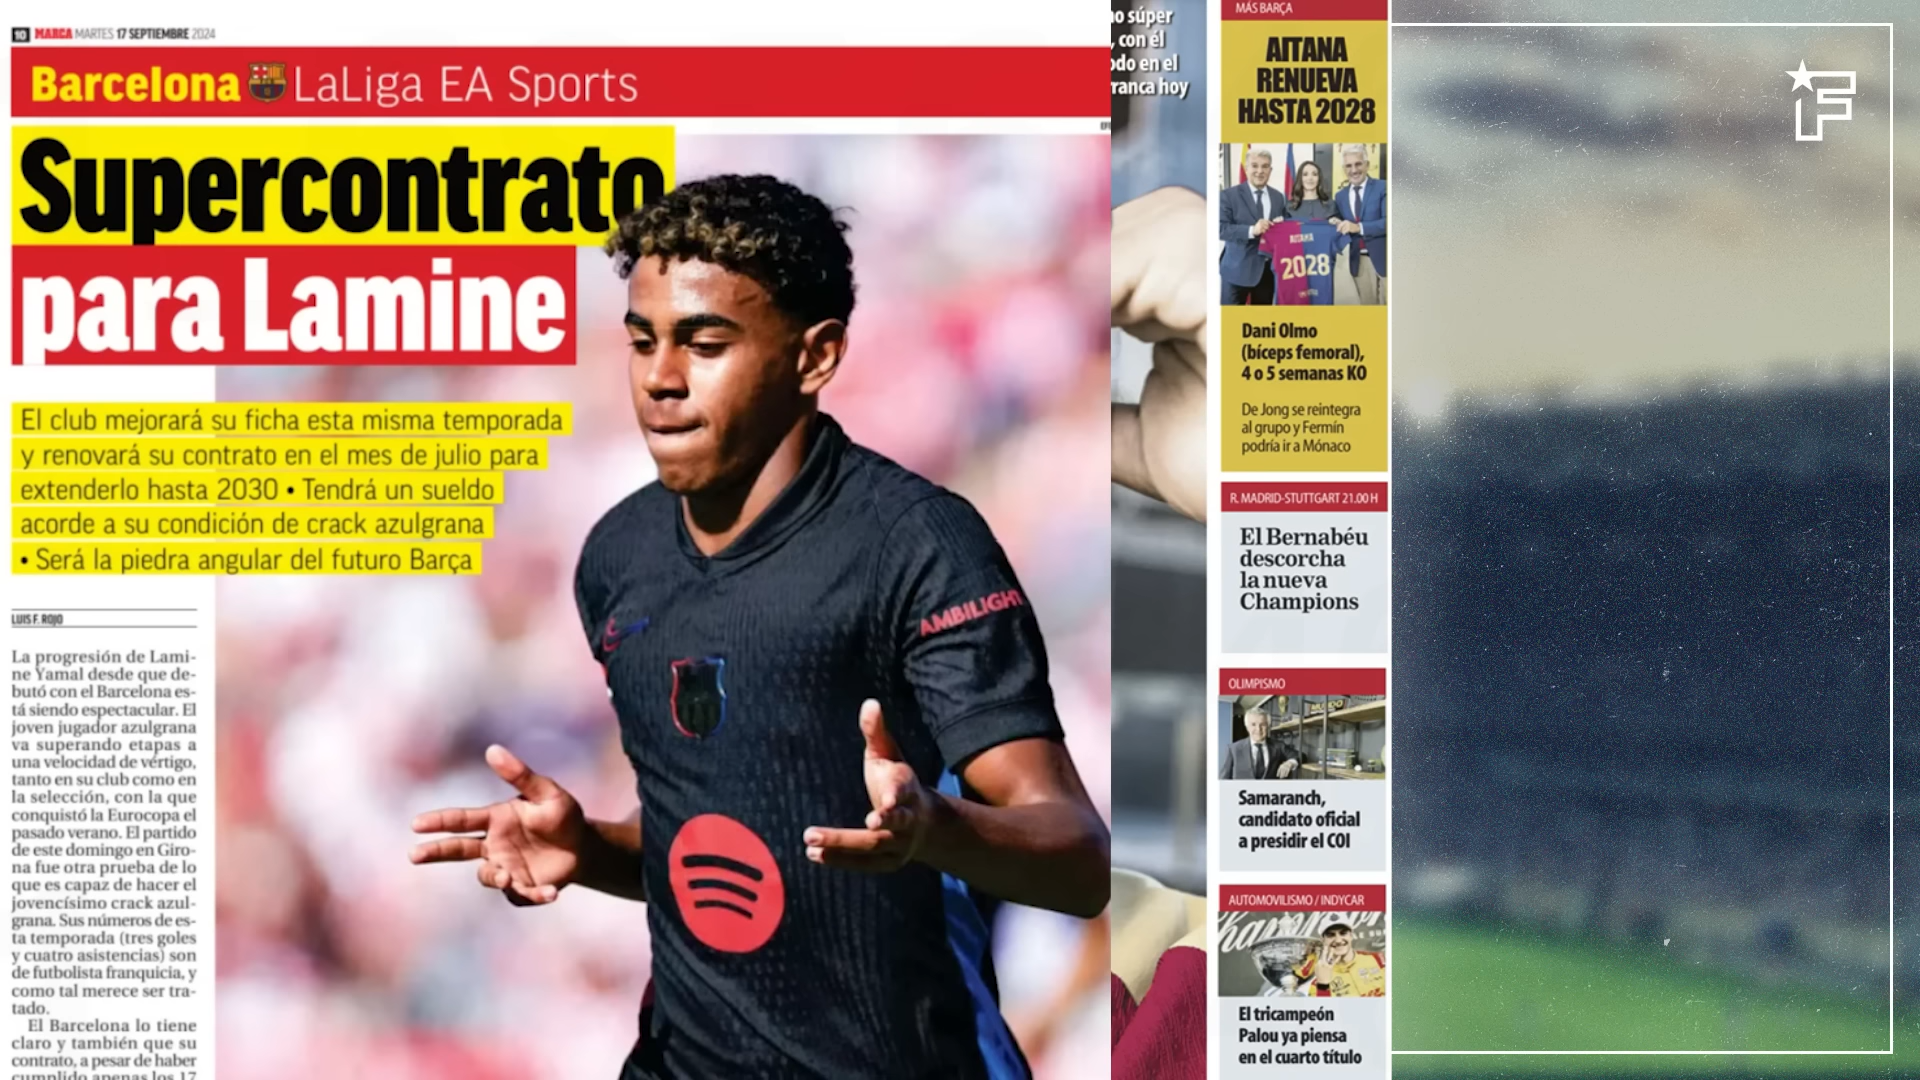 10 MARCA MARTES 17 SEPTIEMBRE 2024
Barcelona LaLiga EA Sports
Supercontrato
para Lamine
El club mejorará su ficha esta misma temporada
y renovará su contrato en el mes de julio para
extenderlo hasta 2030 • Tendrá un sueldo
acorde a su condición de crack azulgrana
• Será la piedra angular del futuro Barça
LUIS F. ROJO
La progresión de Lami-
ne Yamal desde que de-
butó con el Barcelona es-
tá siendo espectacular. El
joven jugador azulgrana
va superando etapas a
una velocidad de vértigo,
tanto en su club como en
la selección, con la que
conquistó la Eurocopa el
pasado verano. El partido
de este domingo en Giro-
na fue otra prueba de lo
que es capaz de hacer el
jovencísimo crack azul-
grana. Sus números de es-
ta temporada (tres goles
y cuatro asistencias) son
de futbolista franquicia, y
como tal merece ser tra-
tado.
El Barcelona lo tiene
claro y también que su
contrato, a pesar de haber
cumplido apenas los 17
AMBILIGHT
súper
, con él
en el
hoy
MÁS BARÇA
AITANA
RENUEVA
HASTA 2028
AITANA
2028
Dani Olmo
(bíceps femoral),
4 o 5 semanas KO
De Jong se reintegra
al grupo y Fermín
podría ir a Mónaco
R. MADRID-STUTTGART 21.00 H
El Bernabéu
descorcha
la nueva
Champions
OLIMPISMO
Samaranch,
candidato oficial
a presidir el COI
AUTOMOVILISMO / INDYCAR
El tricampeón
Palou ya piensa
en el cuarto título